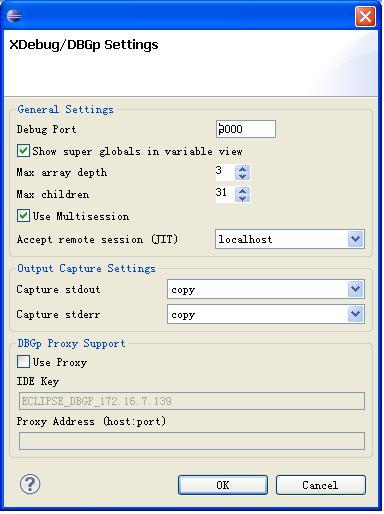 XDebug/DBGp Settings
General Settings
Debug Port 9000
Show super globals in variable view
Max array depth 3
Max children 31
Use Multisession
Accept remote session (JIT) localhost
Output Capture Settings
Capture stdout copy
Capture stderr copy
DBGp Proxy Support
Use Proxy
IDE Key
ECLIPSE_DBGP_172.16.7.139
Proxy Address (host:port)
?
OK Cancel